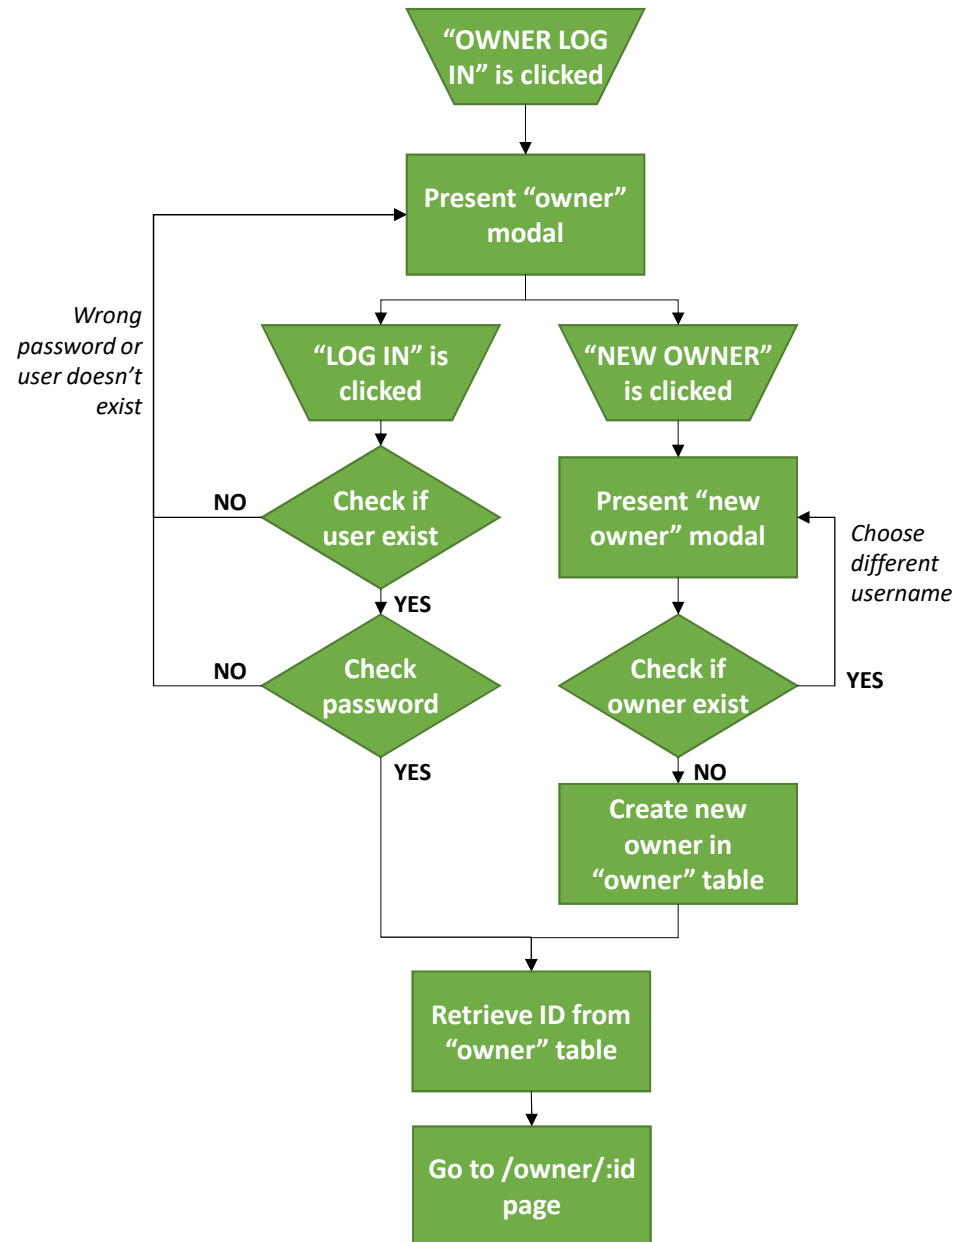 “OWNER LOG
IN” is clicked
Present “owner”
modal
Wrong
password or
user doesn’t
exist
“LOG IN” is
clicked
“NEW OWNER”
is clicked
NO
Check if
user exist
Present “new
owner” modal
Choose
different
username
YES
NO
Check
password
Check if
owner exist
YES
YES
NO
Create new
owner in
“owner” table
Retrieve ID from
“owner” table
Go to /owner/:id
page